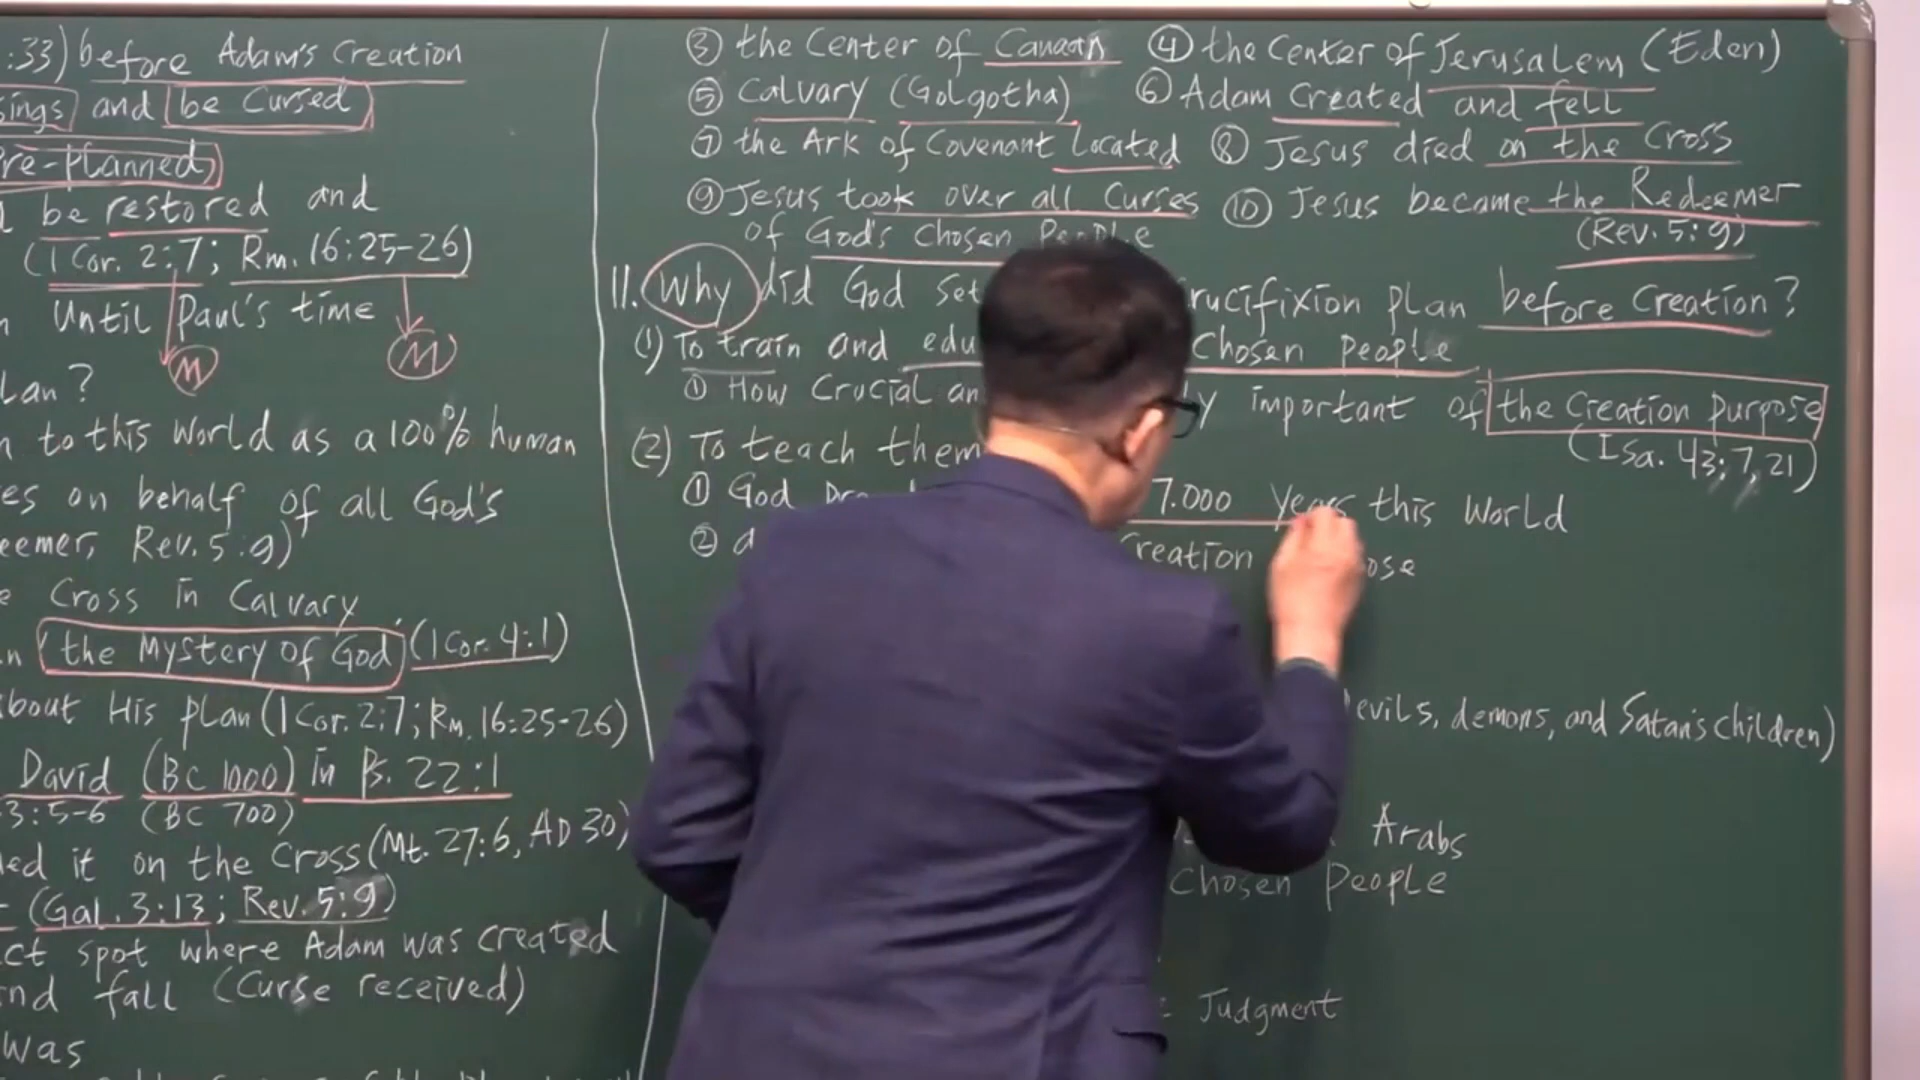 :33) before Adam's Creation
sings and be Cursed
Pre-planned)
be restored and
(1 Cor. 2:7; Rm. 16:25-26)
Until Paul's time
M M
Lan?
n to this World as a 100% human
es on behalf of all God's
eemer, Rev. 5:9)
e Cross in Calvary
n the Mystery of God (1 Cor. 4:1)
about His plan (1 Cor. 2:7; Rm. 16:25-26)
David (BC 1000) in Ps. 22:1
3:5-6 (BC 700)
led it on the Cross (Mt. 27:6, AD 30)
(Gal. 3:13; Rev. 5:9)
ct spot where Adam was created
and fall (Curse received)
was
③ the Center of Canaan ④ the Center of Jerusalem (Eden)
⑤ Calvary (Golgotha) ⑥ Adam Created and fell
⑦ the Ark of Covenant Located ⑧ Jesus died on the Cross
⑨ Jesus took over all Curses ⑩ Jesus became the Redeemer
of God's Chosen People (Rev. 5:9)
11. Why did God set rucifixion plan before Creation?
(1) To train and edu Chosen people
① How Crucial an y important of the Creation purpose
(Isa. 43:7,21)
(2) To teach them
① God 7.000 Years this World
② reation ose
evils, demons, and Satan's children)
Arabs
Chosen People
= Judgment